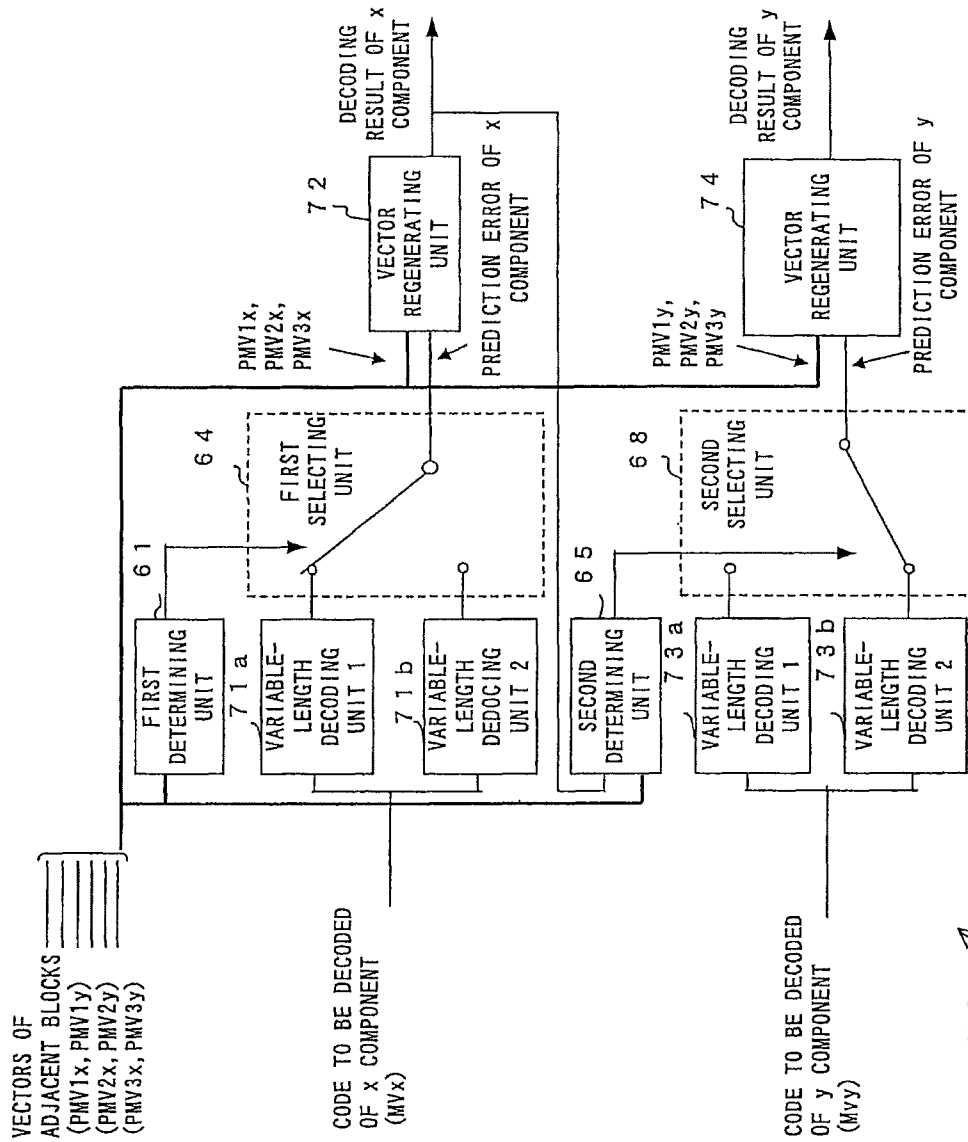 VECTORS OF
ADJACENT BLOCKS
(PMV1x, PMV1y)
(PMV2x, PMV2y)
(PMV3x, PMV3y)
CODE TO BE DECODED
OF x COMPONENT
(MVx)
CODE TO BE DECODED
OF y COMPONENT
(Mvy)
61
FIRST
DETERMINING
UNIT
71a
VARIABLE-
LENGTH
DECODING
UNIT 1
71b
VARIABLE-
LENGTH
DEDOCING
UNIT 2
65
SECOND
DETERMINING
UNIT
73a
VARIABLE-
LENGTH
DECODING
UNIT 1
73b
VARIABLE-
LENGTH
DECODING
UNIT 2
64
FIRST
SELECTING
UNIT
68
SECOND
SELECTING
UNIT
PMV1x,
PMV2x,
PMV3x
72
VECTOR
REGENERATING
UNIT
PREDICTION ERROR OF x
COMPONENT
DECODING
RESULT OF x
COMPONENT
PMV1y,
PMV2y,
PMV3y
74
VECTOR
REGENERATING
UNIT
PREDICTION ERROR OF y
COMPONENT
DECODING
RESULT OF y
COMPONENT